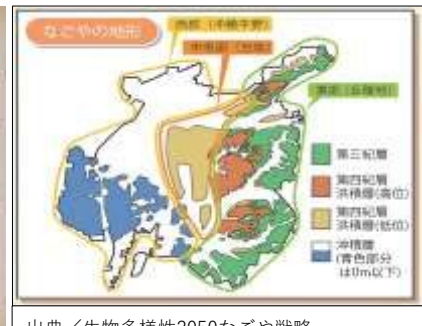 なごやの地形
西部（沖積平野）
中央部（台地）
東部（丘陵地）
第三紀層
第四紀層
洪積層(高位)
第四紀層
洪積層(低位)
沖積層
(青色部分
は0m以下)
出典／生物多様性2050なごや戦略